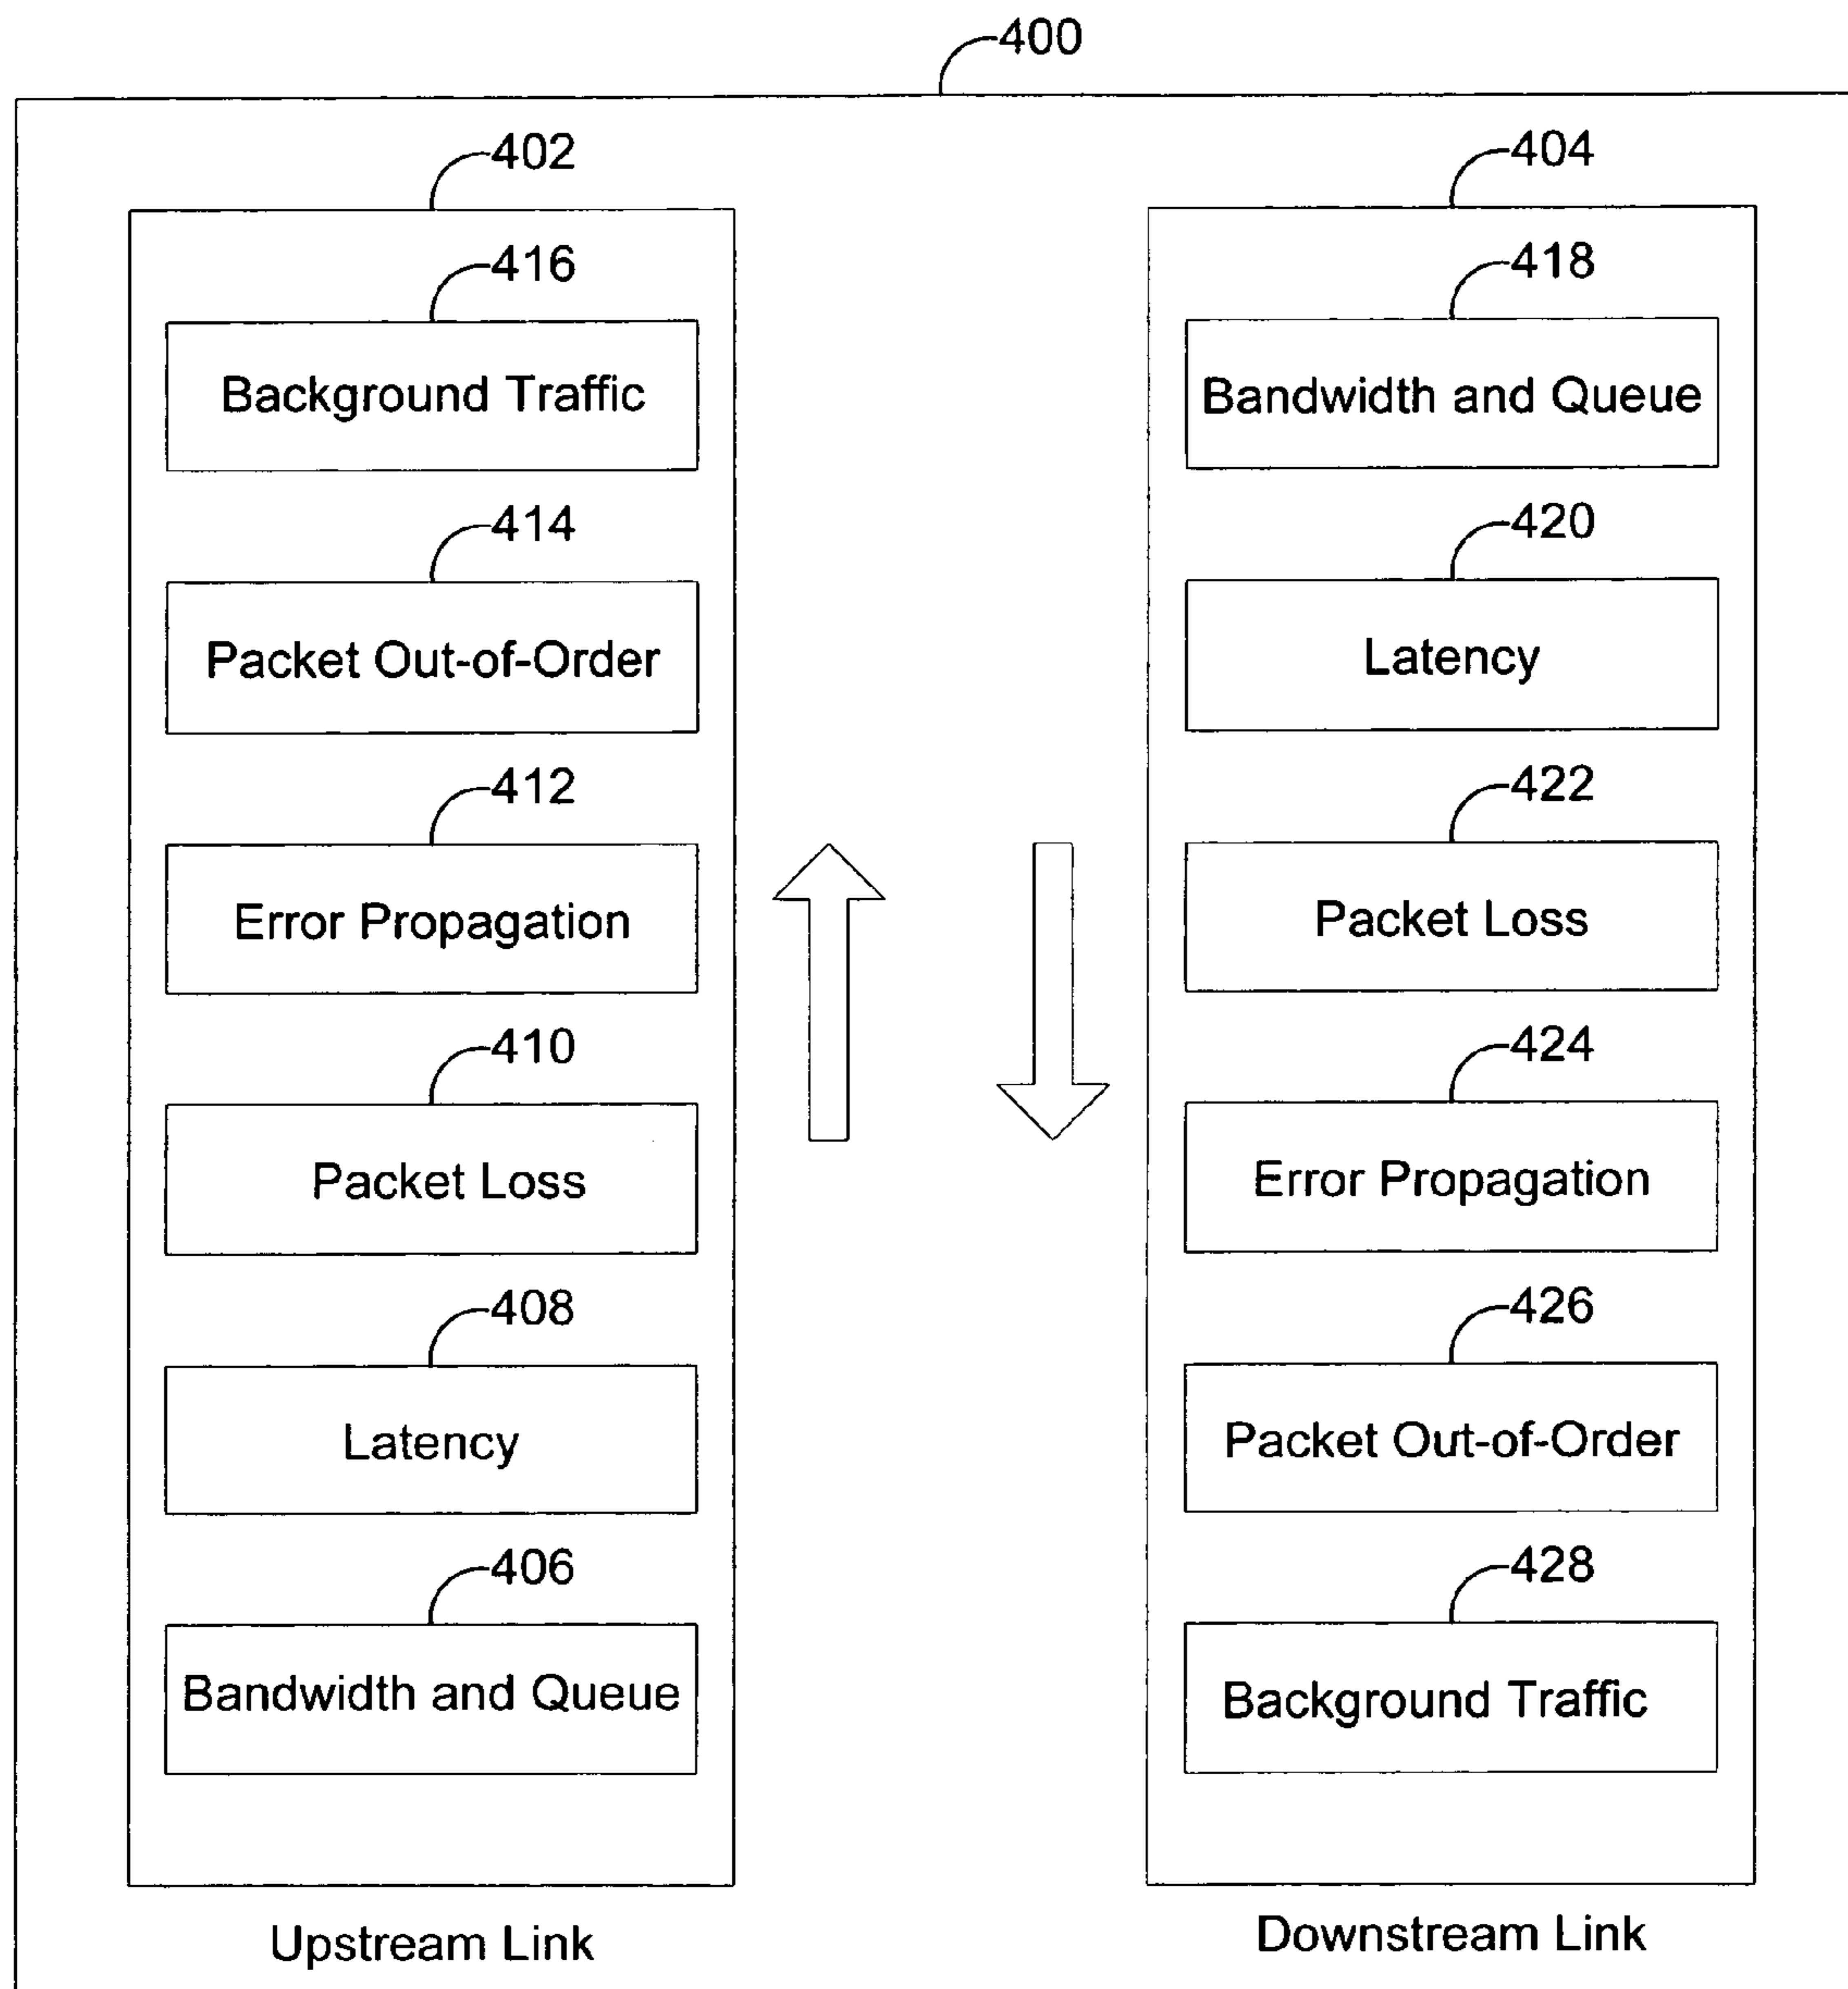 400
402
416
Background Traffic
414
Packet Out-of-Order
412
Error Propagation
410
Packet Loss
408
Latency
406
Bandwidth and Queue
Upstream Link
404
418
Bandwidth and Queue
420
Latency
422
Packet Loss
424
Error Propagation
426
Packet Out-of-Order
428
Background Traffic
Downstream Link